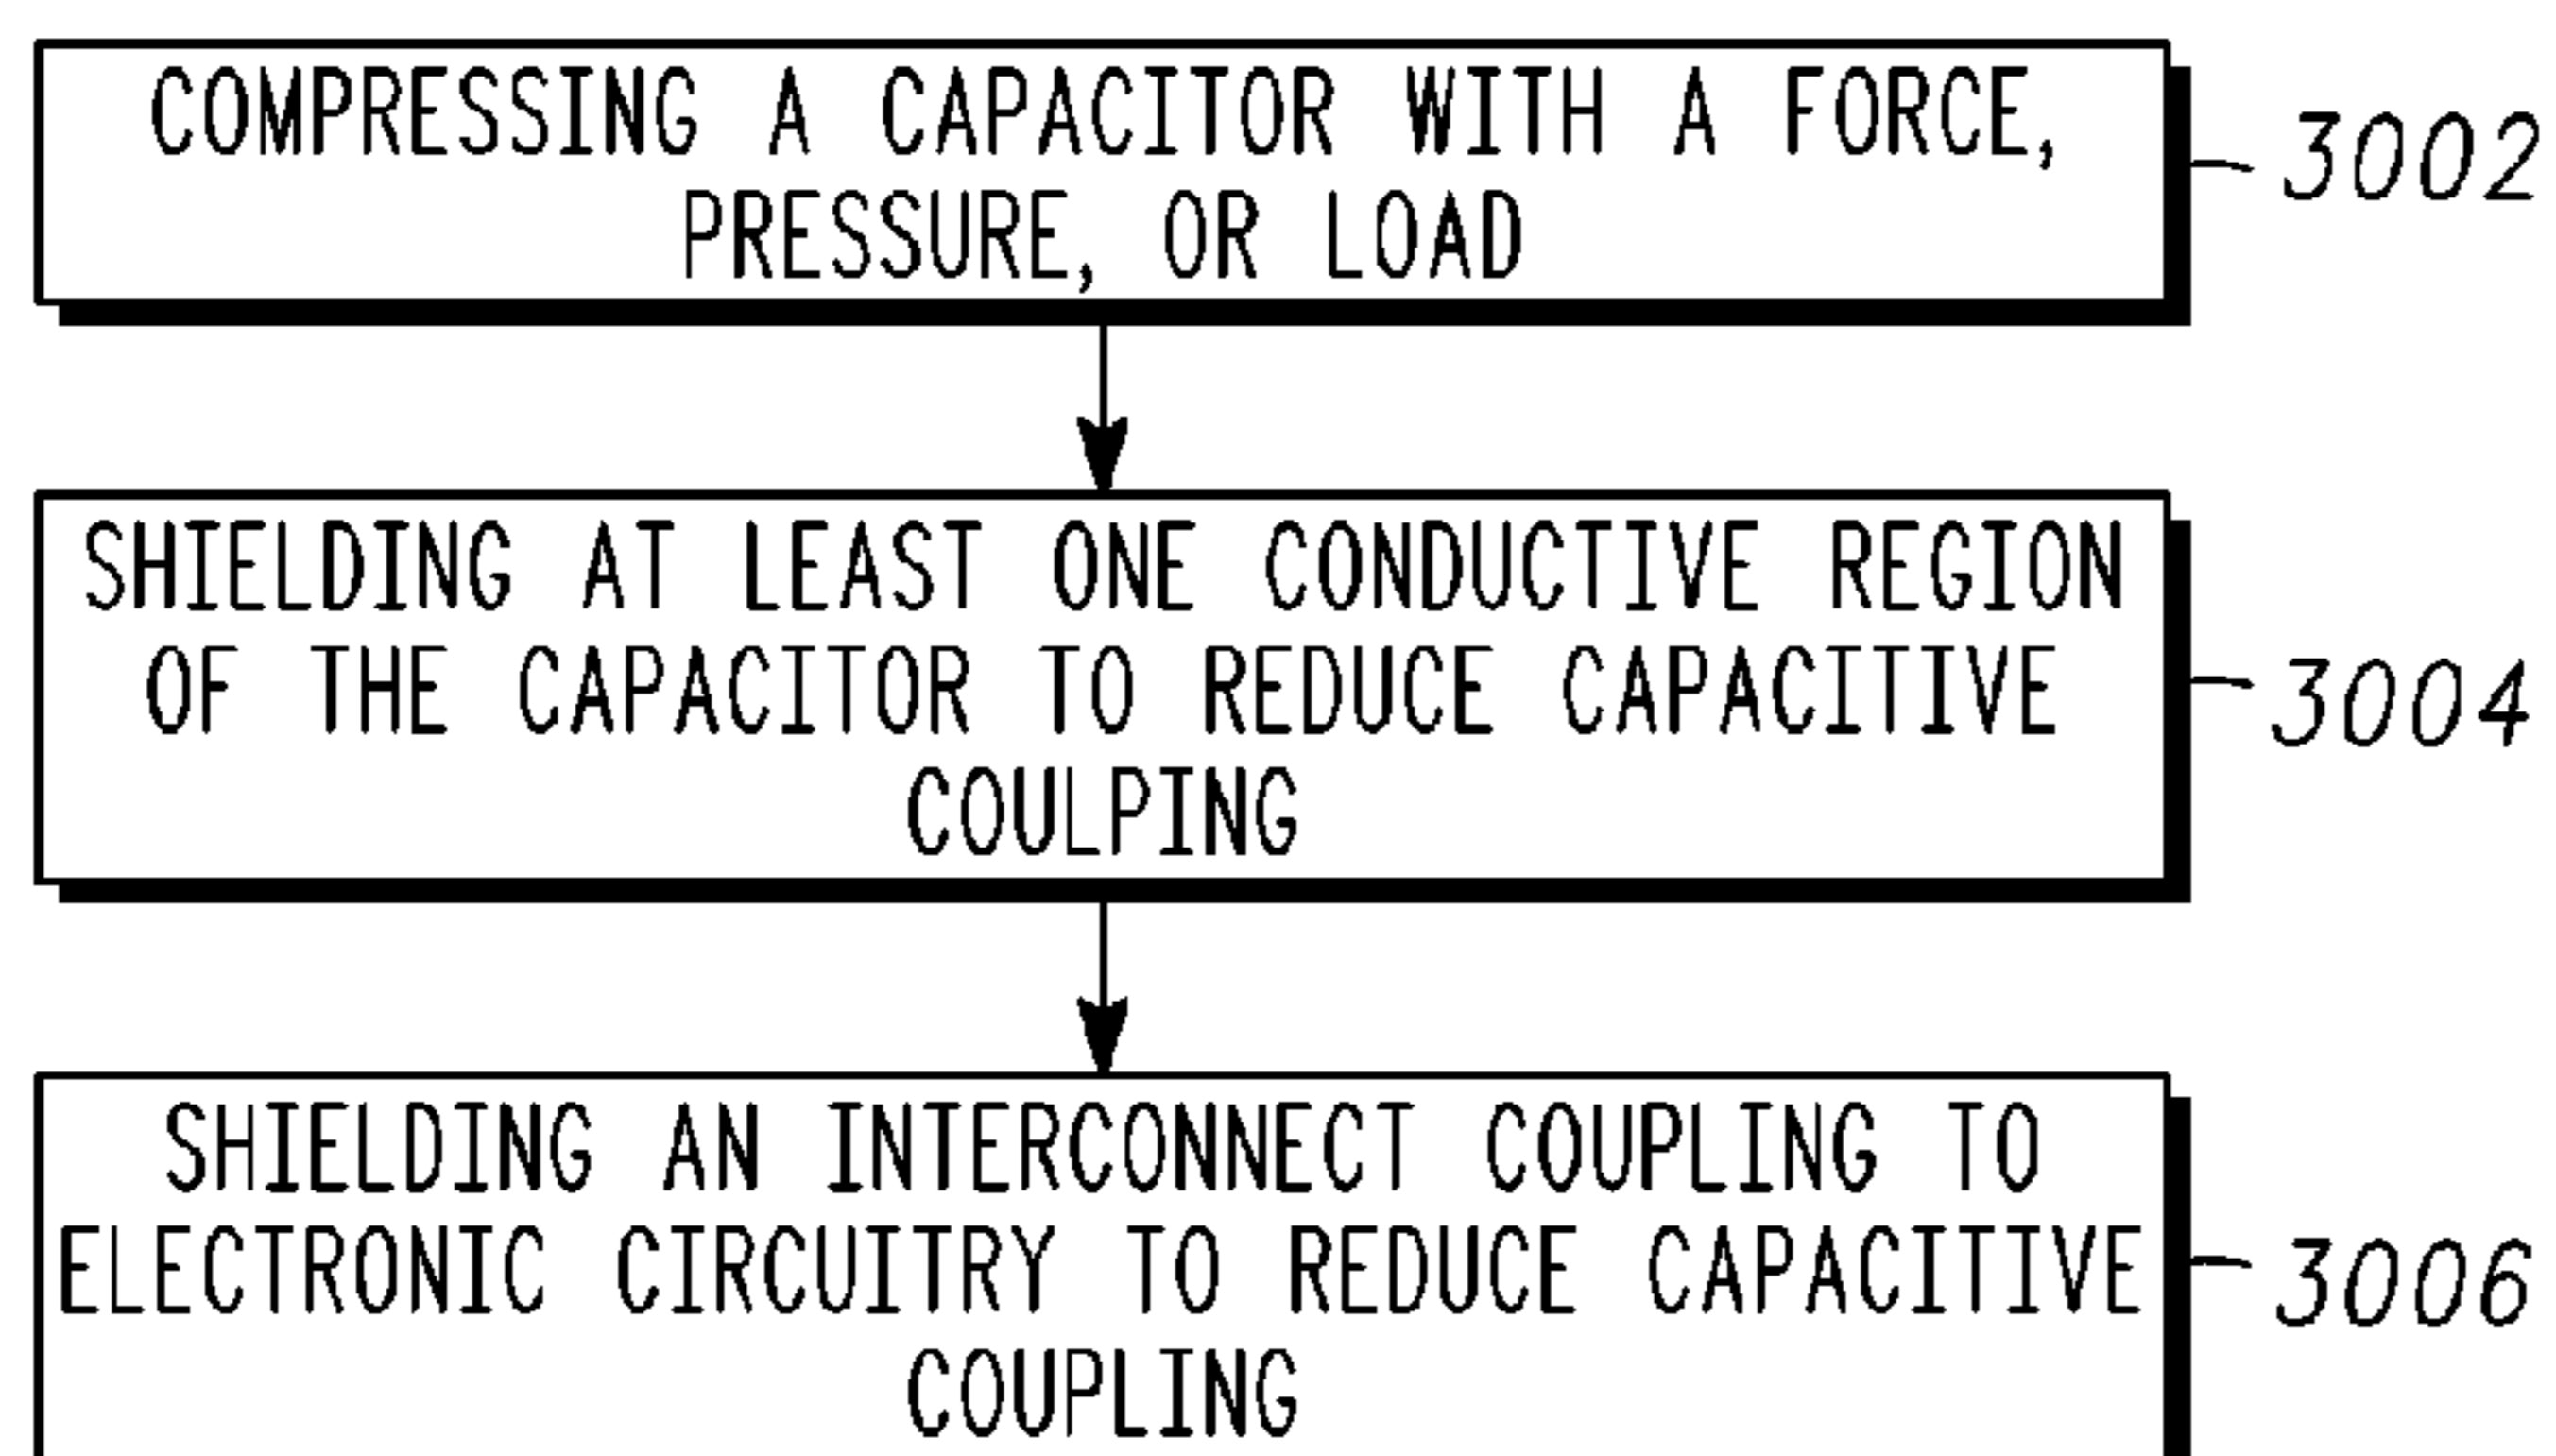 COMPRESSING A CAPACITOR WITH A FORCE,
PRESSURE, OR LOAD
3002
SHIELDING AT LEAST ONE CONDUCTIVE REGION
OF THE CAPACITOR TO REDUCE CAPACITIVE
COULPING
3004
SHIELDING AN INTERCONNECT COUPLING TO
ELECTRONIC CIRCUITRY TO REDUCE CAPACITIVE
COUPLING
3006